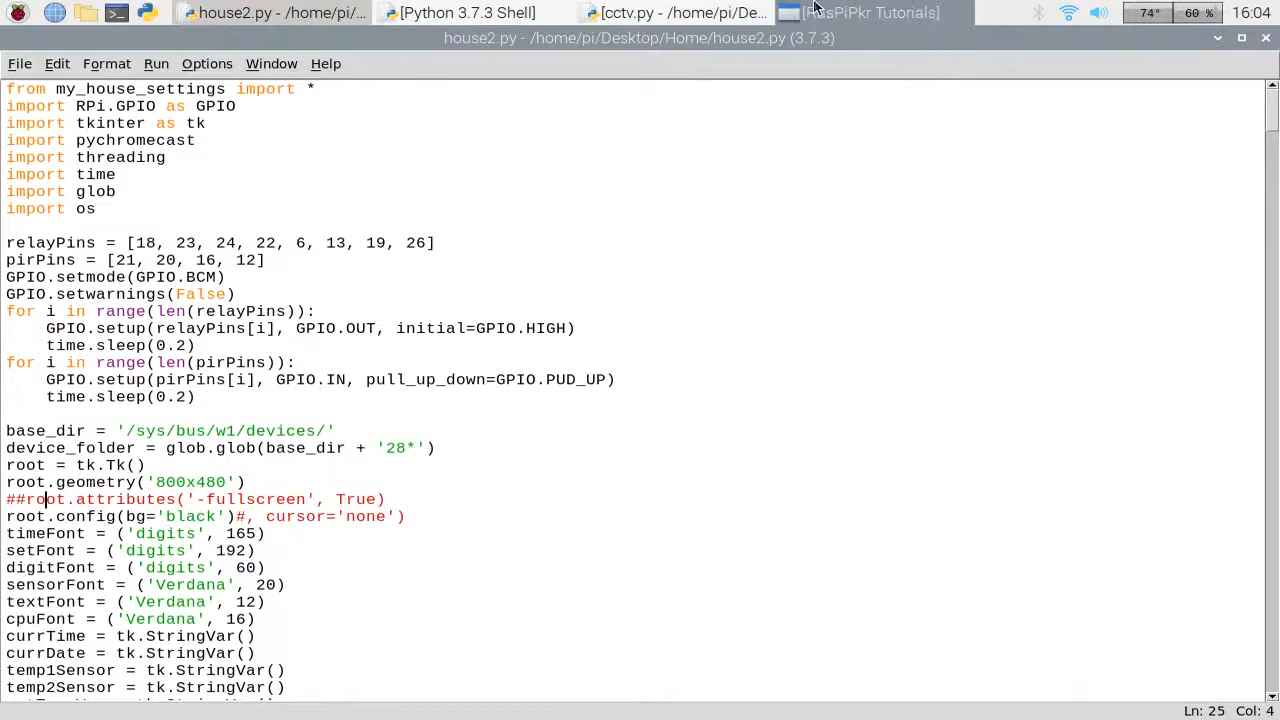 house2.py - /home/pi/...
[Python 3.7.3 Shell]
[cctv.py - /home/pi/De...
Tutorials]
74°
60 %
16:04
house2.py - /home/pi/Desktop/Home/house2.py (3.7.3)
File Edit Format Run Options Window Help
from my_house_settings import *
import RPi.GPIO as GPIO
import tkinter as tk
import pychromecast
import threading
import time
import glob
import os
relayPins = [18, 23, 24, 22, 6, 13, 19, 26]
pirPins = [21, 20, 16, 12]
GPIO.setmode(GPIO.BCM)
GPIO.setwarnings(False)
for i in range(len(relayPins)):
    GPIO.setup(relayPins[i], GPIO.OUT, initial=GPIO.HIGH)
    time.sleep(0.2)
for i in range(len(pirPins)):
    GPIO.setup(pirPins[i], GPIO.IN, pull_up_down=GPIO.PUD_UP)
    time.sleep(0.2)
base_dir = '/sys/bus/w1/devices/'
device_folder = glob.glob(base_dir + '28*')
root = tk.Tk()
root.geometry('800x480')
##root.attributes('-fullscreen', True)
root.config(bg='black')#, cursor='none')
timeFont = ('digits', 165)
setFont = ('digits', 192)
digitFont = ('digits', 60)
sensorFont = ('Verdana', 20)
textFont = ('Verdana', 12)
cpuFont = ('Verdana', 16)
currTime = tk.StringVar()
currDate = tk.StringVar()
temp1Sensor = tk.StringVar()
temp2Sensor = tk.StringVar()
Ln: 25 Col: 4